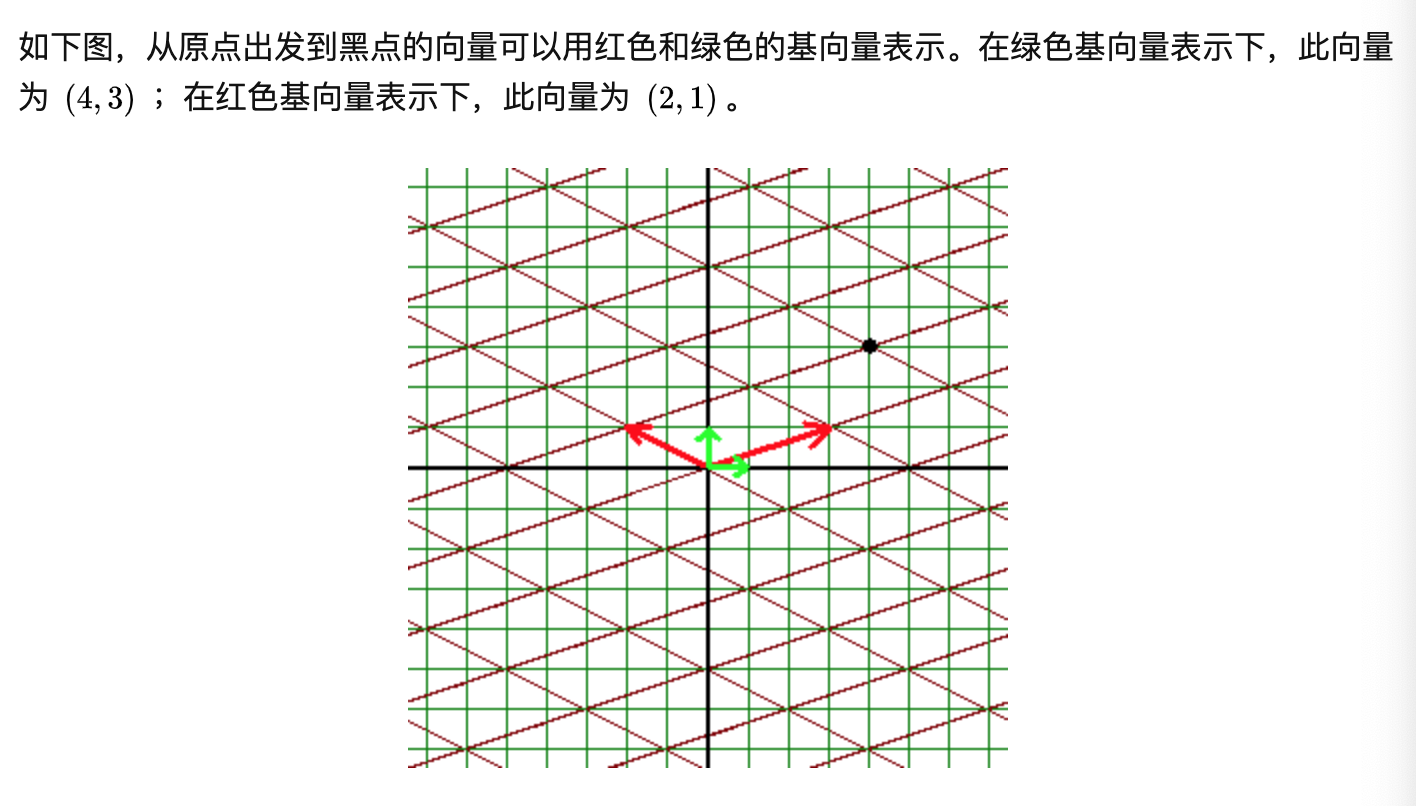 如下图，从原点出发到黑点的向量可以用红色和绿色的基向量表示。在绿色基向量表示下，此向量
为 (4, 3) ；在红色基向量表示下，此向量为 (2, 1) 。